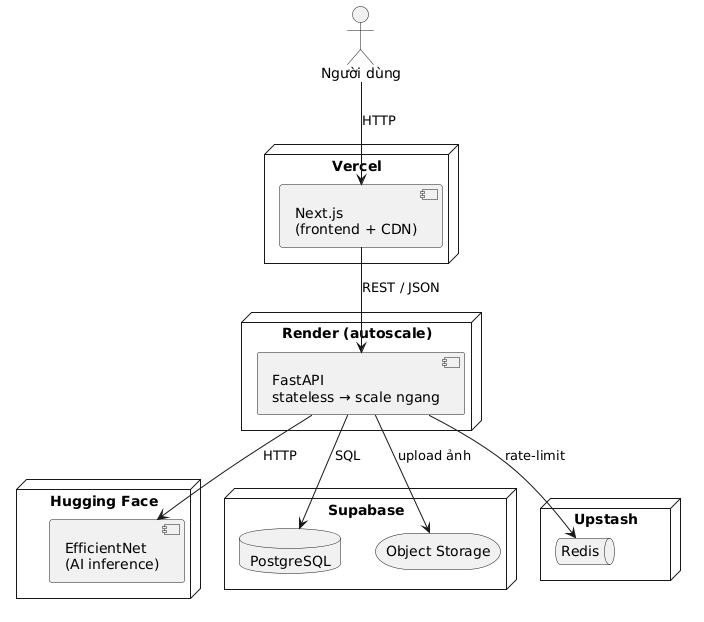 Người dùng
HTTP
Vercel
Next.js
(frontend + CDN)
REST / JSON
Render (autoscale)
FastAPI
stateless → scale ngang
HTTP
SQL
upload ảnh
rate-limit
Hugging Face
EfficientNet
(AI inference)
Supabase
PostgreSQL
Object Storage
Upstash
Redis